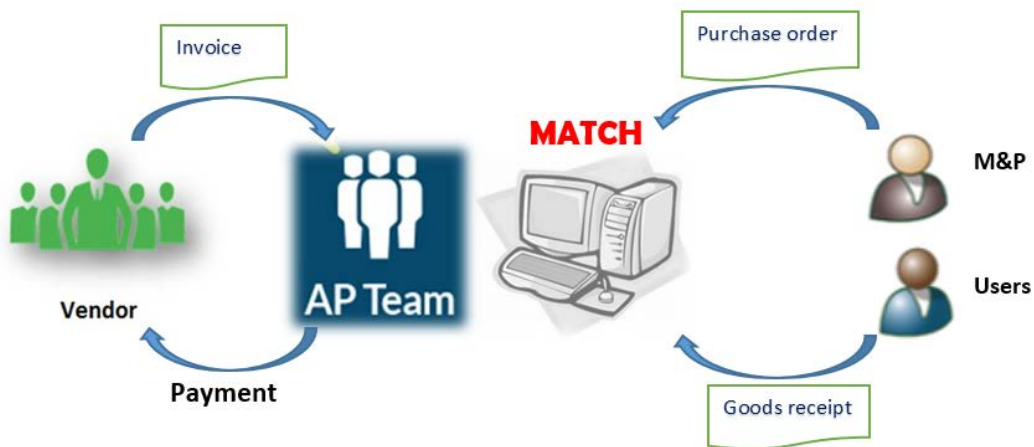 Invoice
Purchase order
MATCH
M&P
AP Team
Users
Vendor
Payment
Goods receipt